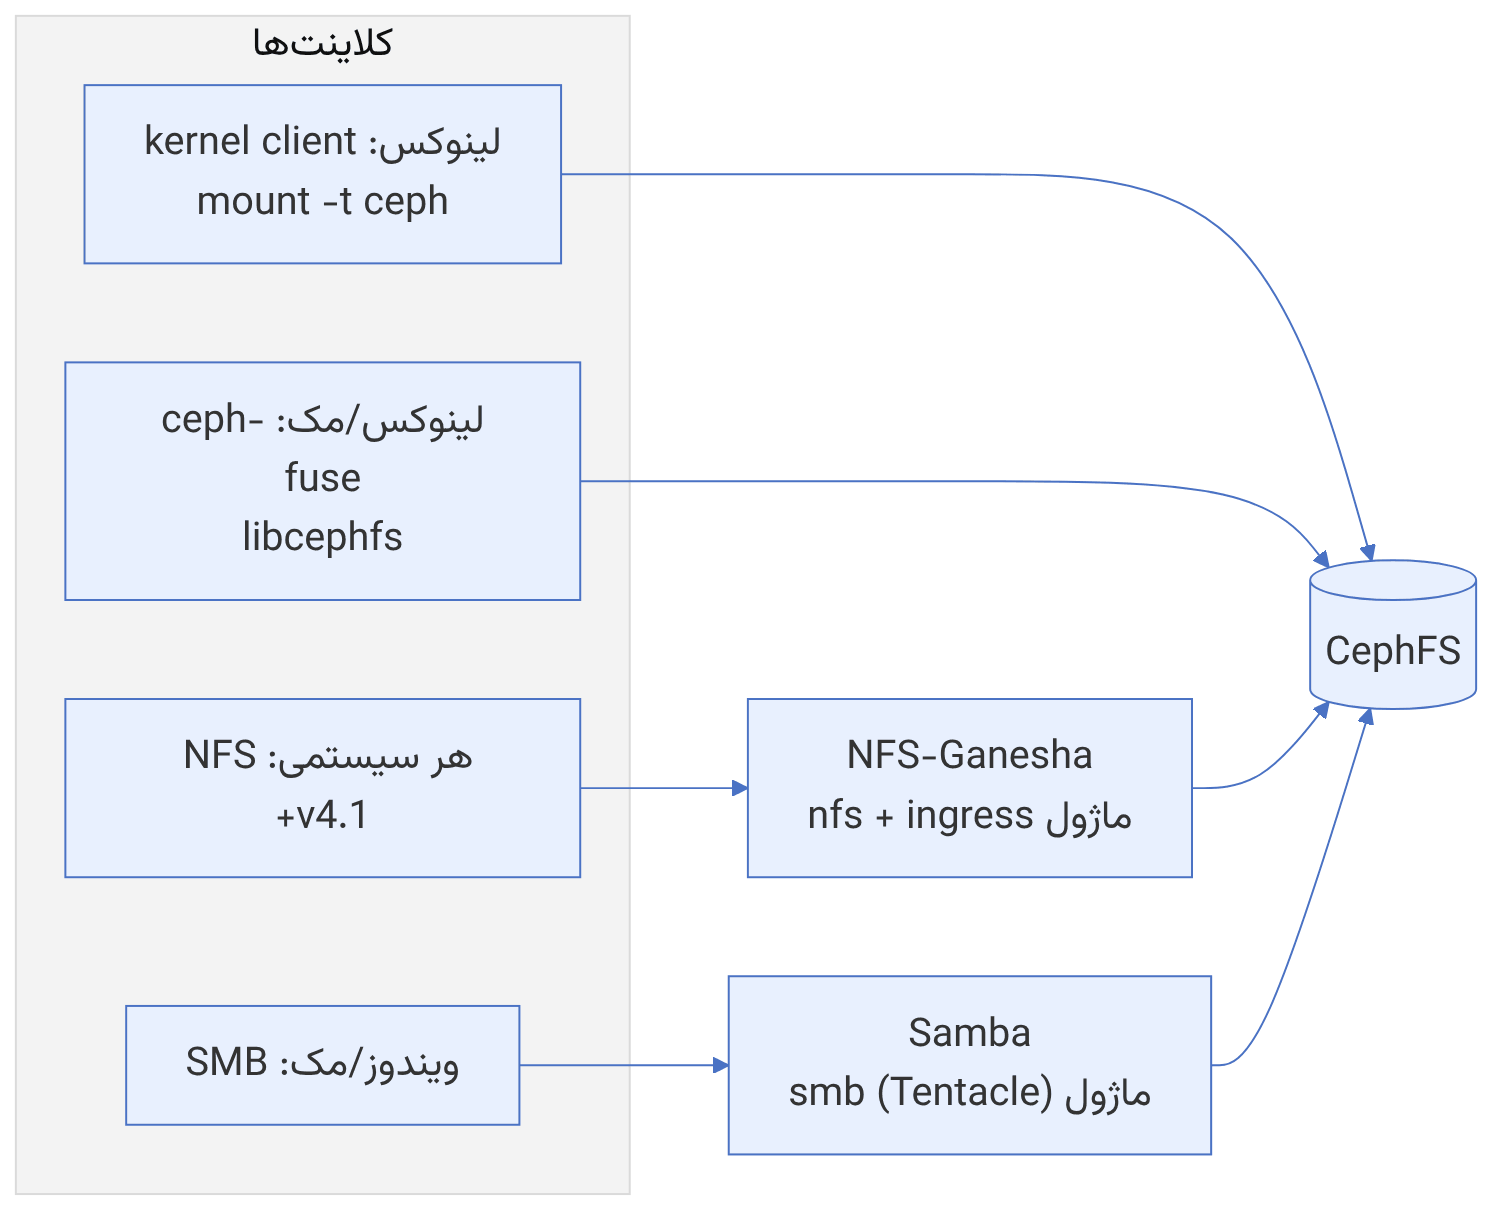 کلاینت‌ها
لینوکس: kernel client
mount -t ceph
لینوکس/مک: ceph-
fuse
libcephfs
هر سیستمی: NFS
v4.1+
ویندوز/مک: SMB
NFS-Ganesha
ماژول nfs + ingress
Samba
ماژول smb (Tentacle)
CephFS